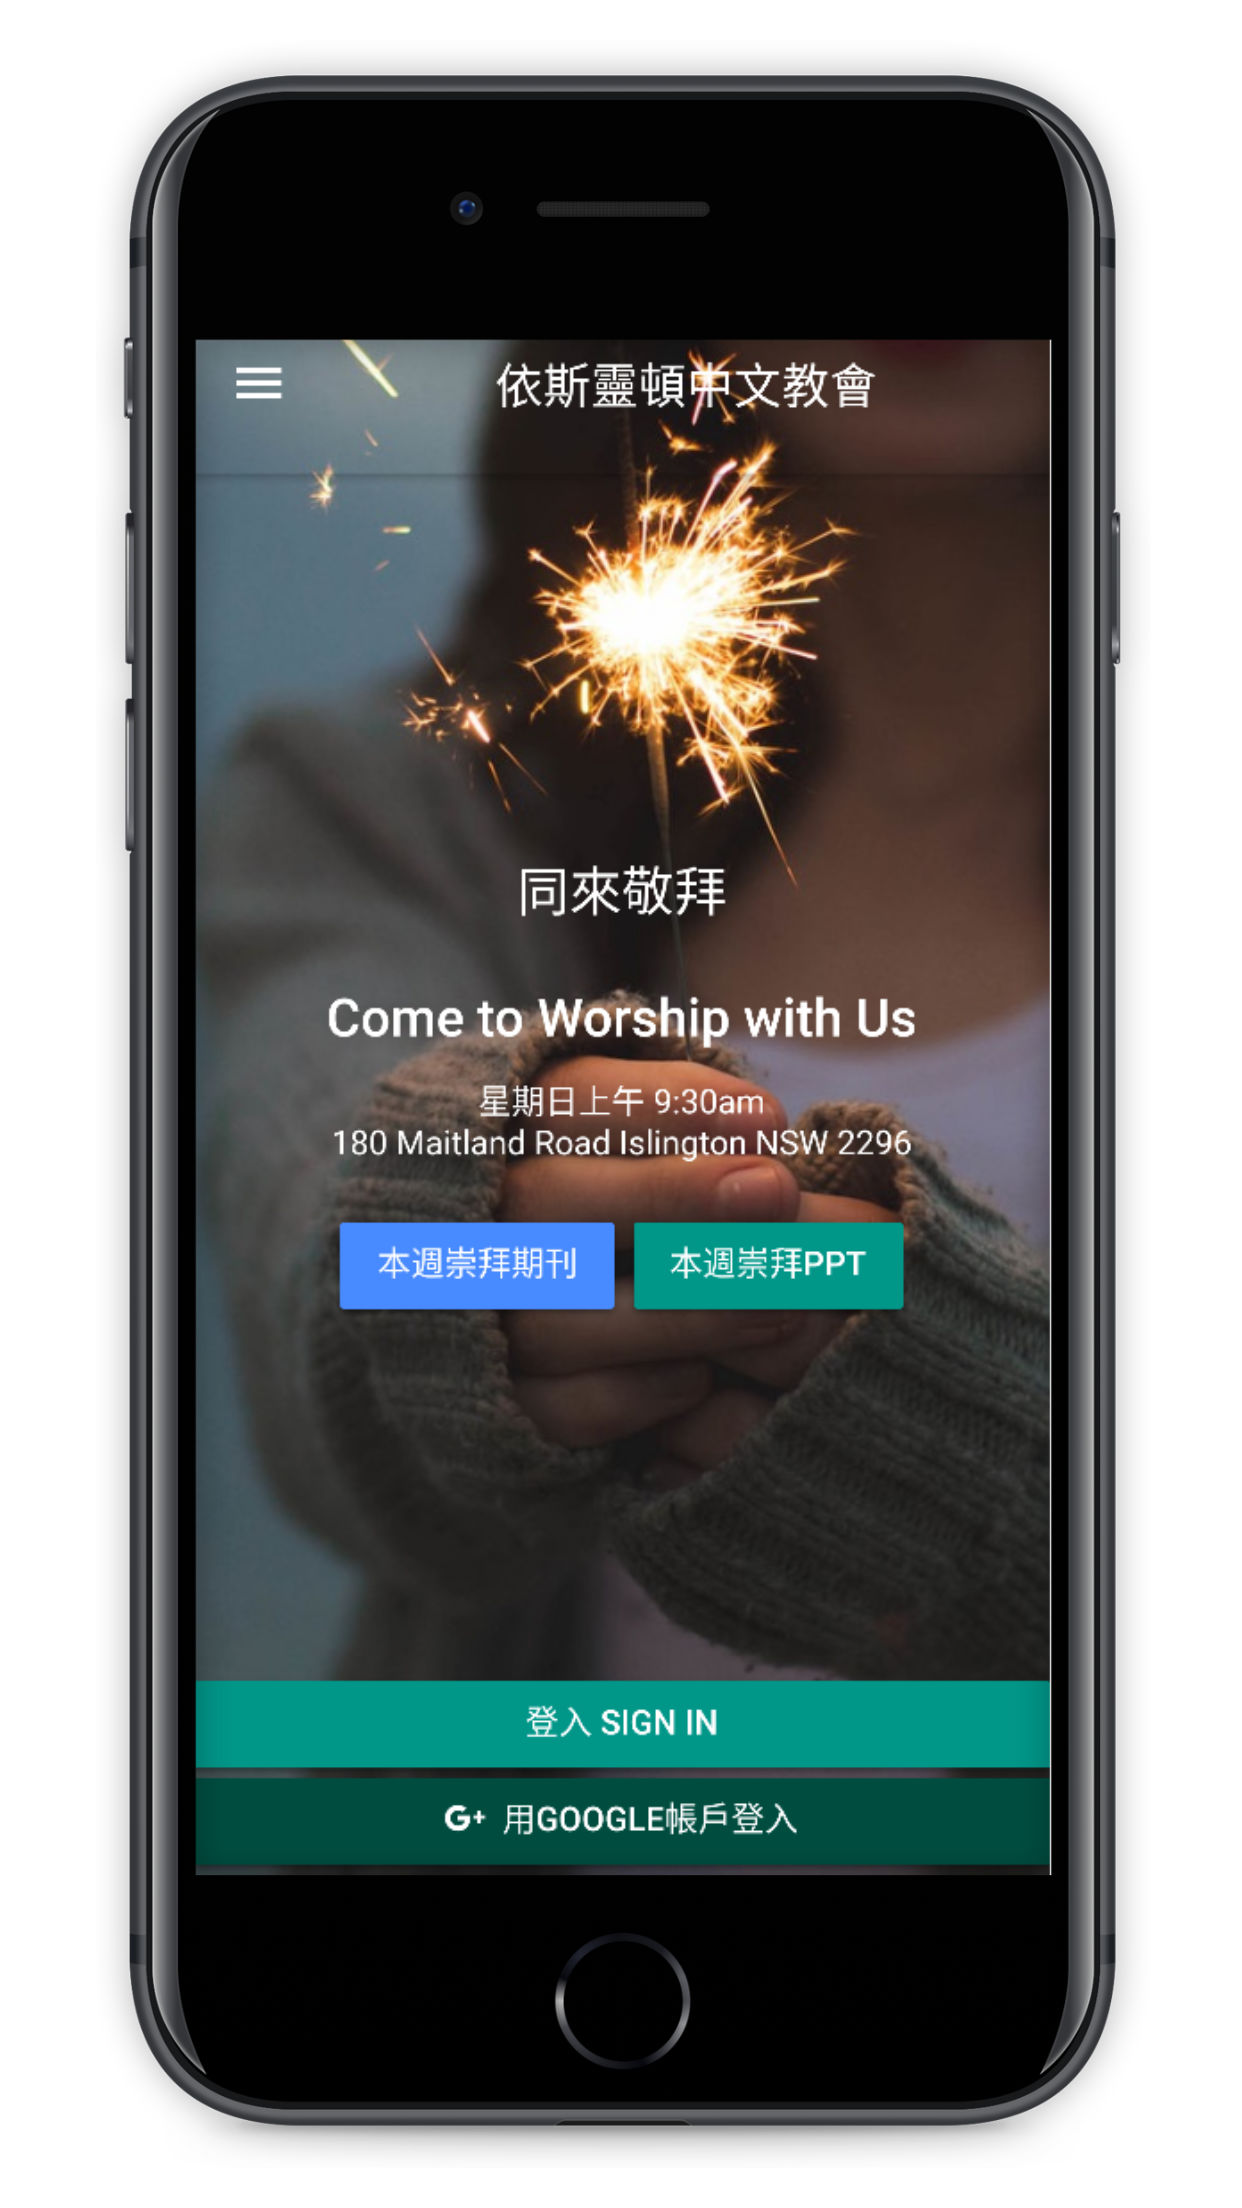 依斯靈頓中文教會
同來敬拜
Come to Worship with Us
星期日上午 9:30am
180 Maitland Road Islington NSW 2296
本週崇拜期刊
本週崇拜PPT
登入 SIGN IN
G+ 用GOOGLE帳戶登入